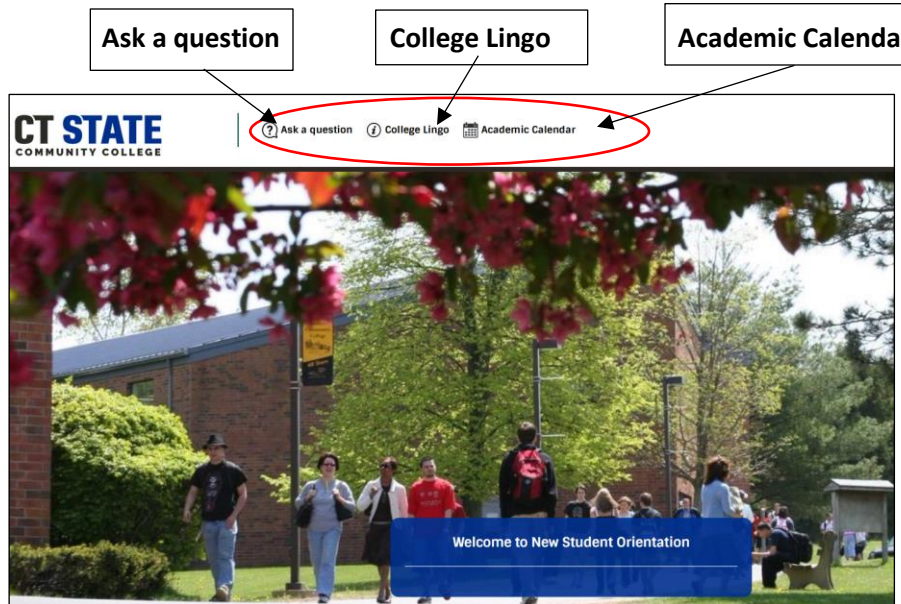 Ask a question
College Lingo
Academic Calenda
CT STATE
COMMUNITY COLLEGE
Ask a question
College Lingo
Academic Calendar
Welcome to New Student Orientation